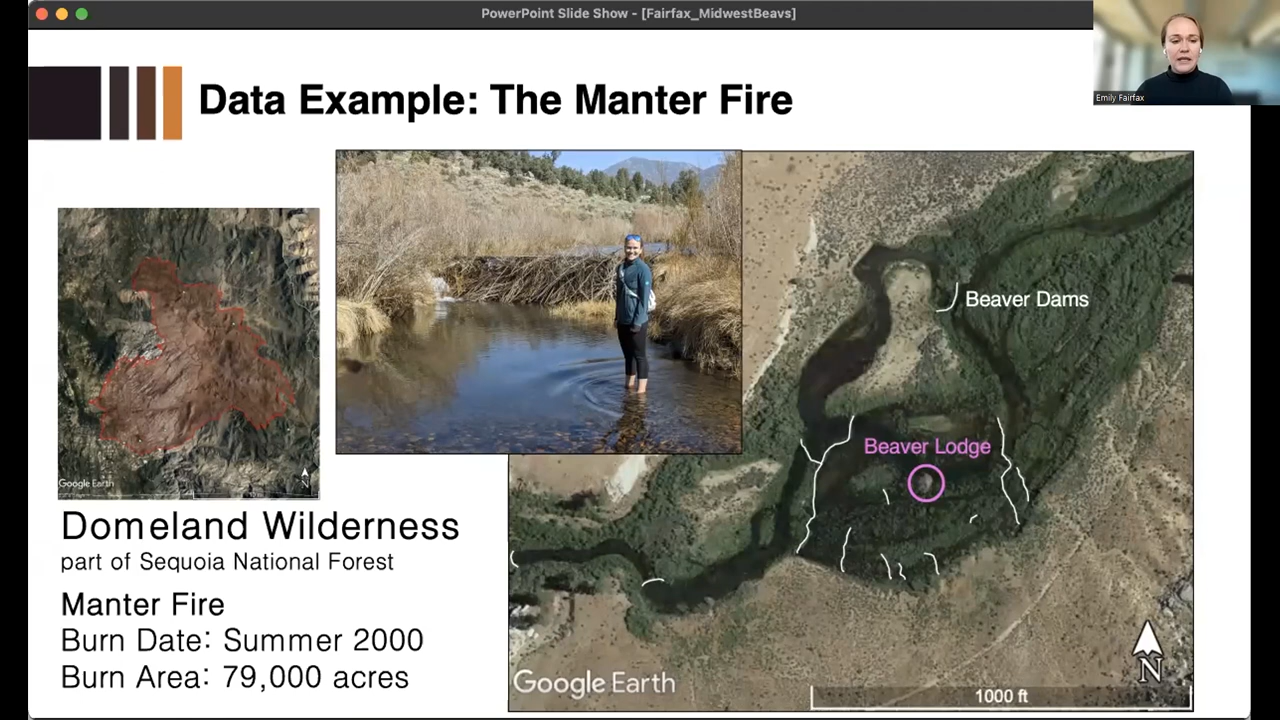 PowerPoint Slide Show - [Fairfax_MidwestBeavs]
Emily Fairfax
Data Example: The Manter Fire
Beaver Dams
Beaver Lodge
Google Earth
N
Domeland Wilderness
part of Sequoia National Forest
Manter Fire
Burn Date: Summer 2000
Burn Area: 79,000 acres
Google Earth
N
1000 ft